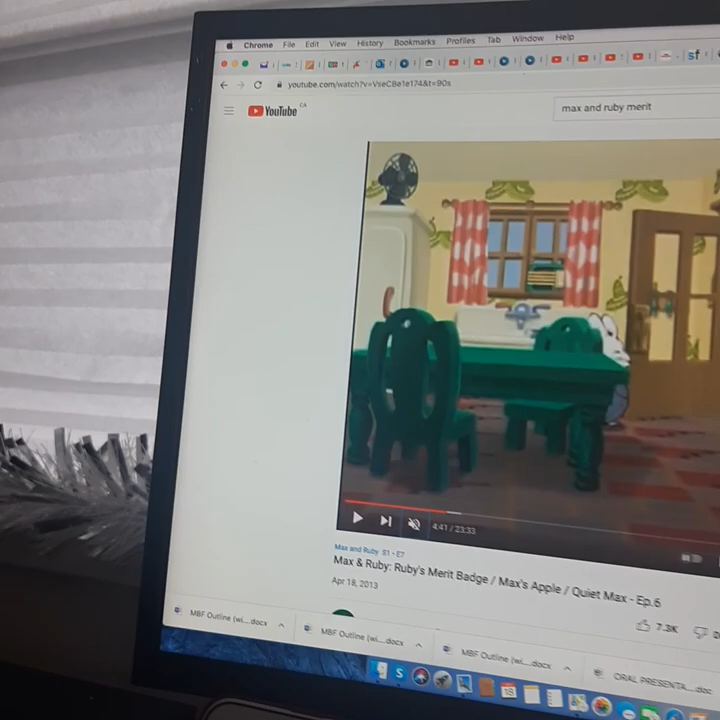 Chrome File Edit View History Bookmarks Profiles Tab Window Help
sf
youtube.com/watch?v=VseCBe1e174&t=90s
YouTube CA
max and ruby merit
4:41 / 23:33
Max and Ruby S1 • E7
Max & Ruby: Ruby's Merit Badge / Max's Apple / Quiet Max - Ep.6
Apr 18, 2013
7.3K
MBF Outline (wi....docx
MBF Outline (wi....docx
MBF Outline (wi....docx
ORAL PRESENTA....doc
18